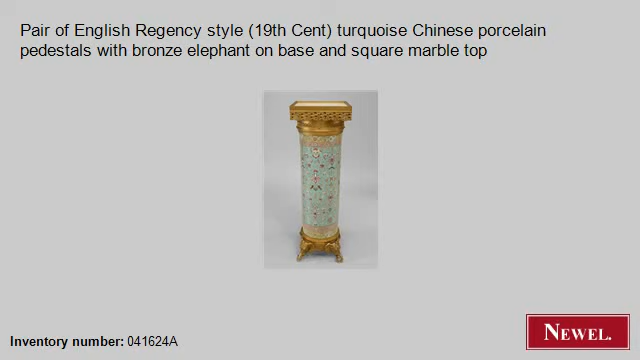 Pair of English Regency style (19th Cent) turquoise Chinese porcelain
pedestals with bronze elephant on base and square marble top
Inventory number: 041624A
NEWEL.